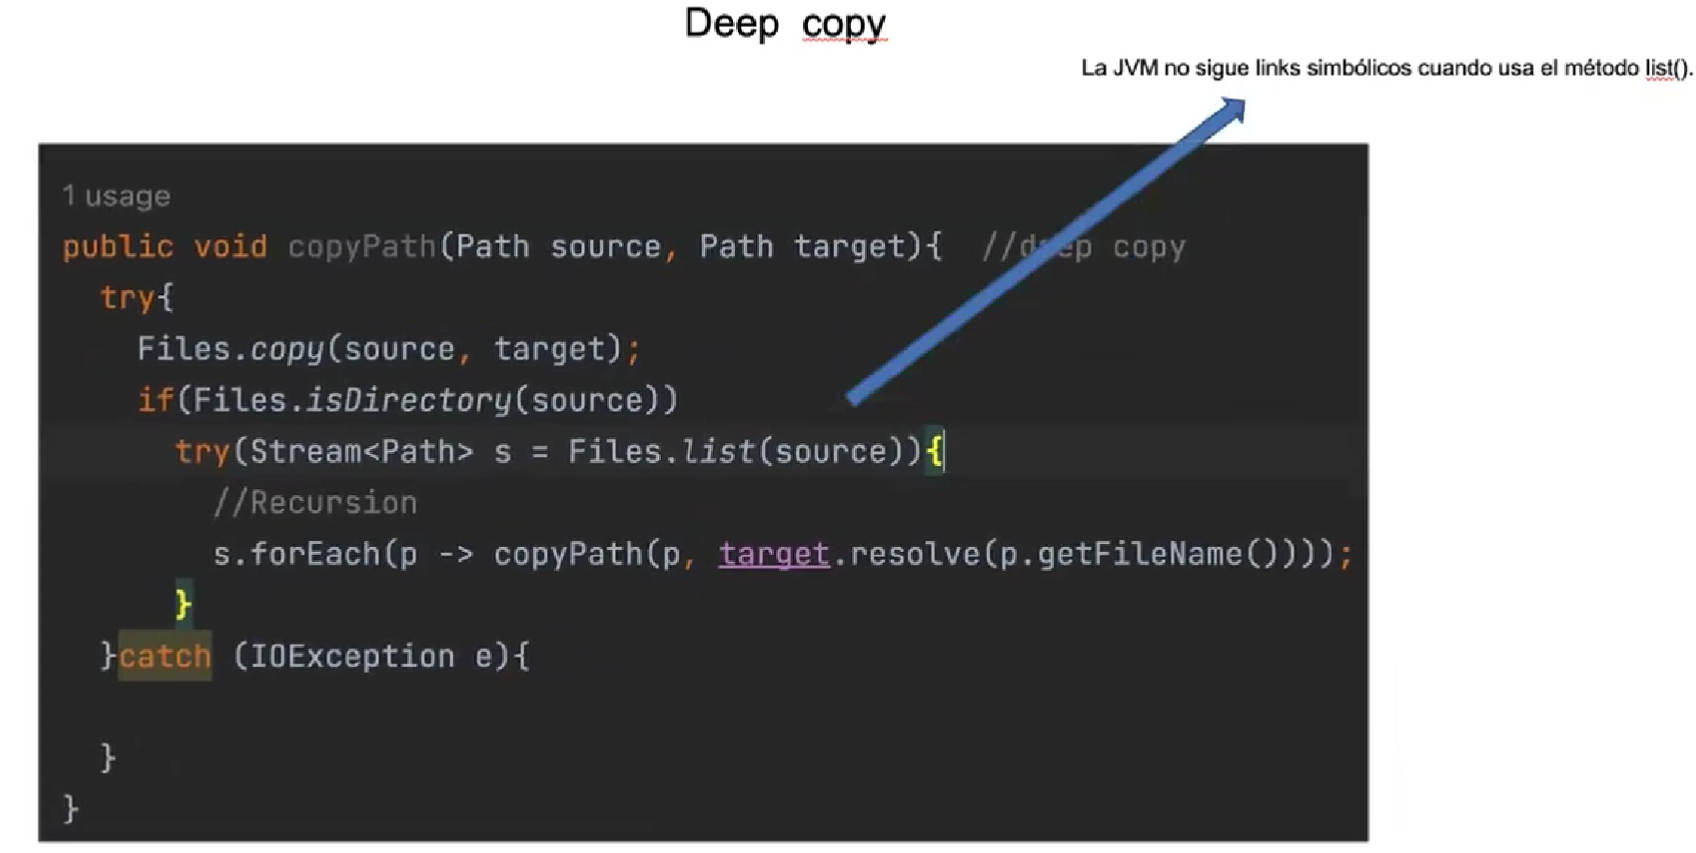 Deep copy
La JVM no sigue links simbólicos cuando usa el método list().
1 usage
public void copyPath(Path source, Path target){  //deep copy
  try{
    Files.copy(source, target);
    if(Files.isDirectory(source))
      try(Stream<Path> s = Files.list(source)){
        //Recursion
        s.forEach(p -> copyPath(p, target.resolve(p.getFileName())));
      }
  }catch (IOException e){
  }
}